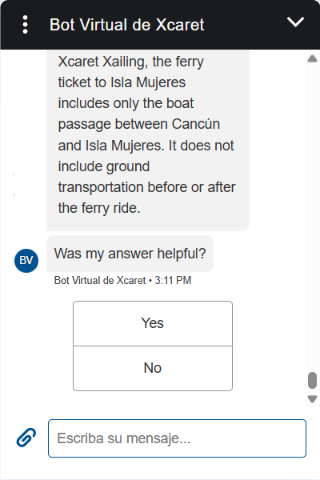 Bot Virtual de Xcaret
Xcaret Xailing, the ferry
ticket to Isla Mujeres
includes only the boat
passage between Cancún
and Isla Mujeres. It does not
include ground
transportation before or after
the ferry ride.
Was my answer helpful?
BV
Bot Virtual de Xcaret • 3:11 PM
Yes
No
Escriba su mensaje...